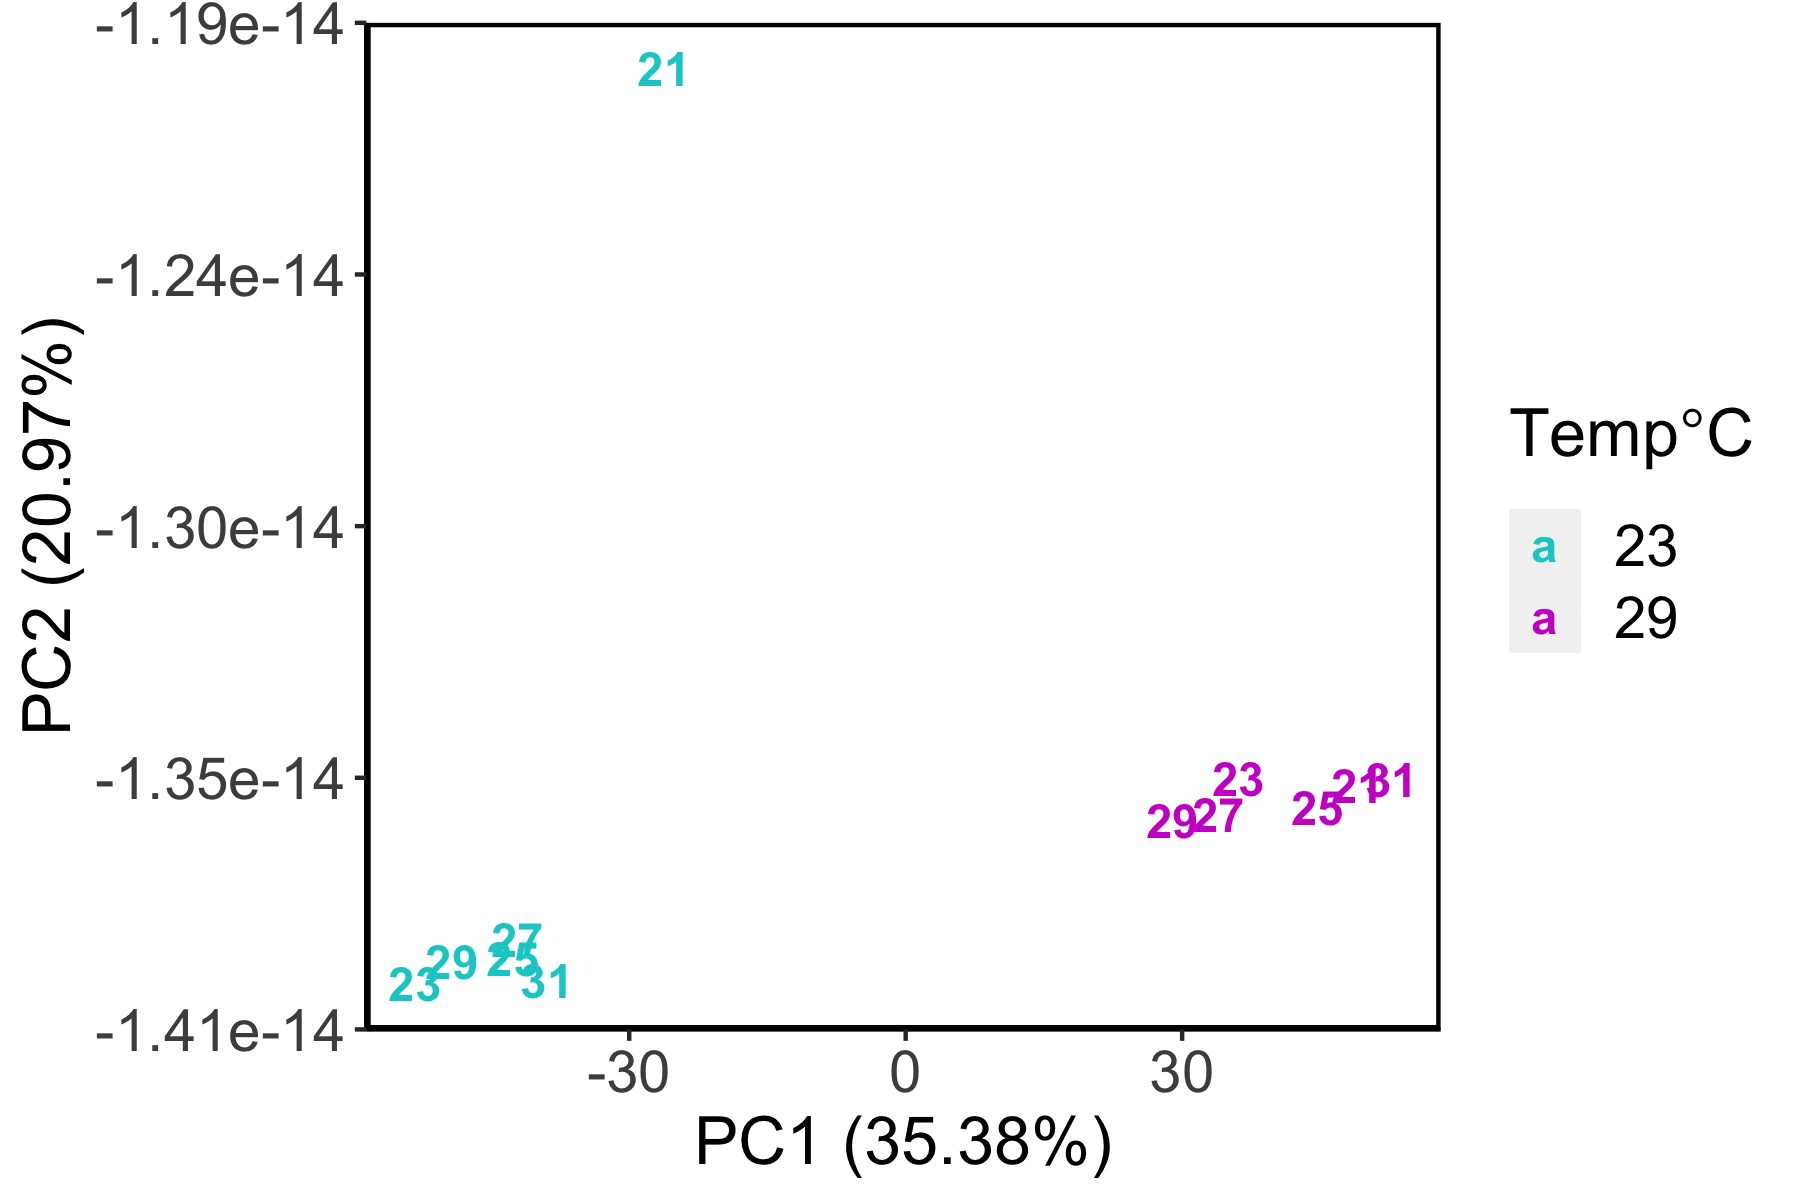 -1.19e-14
21
-1.24e-14
PC2 (20.97%)
-1.30e-14
-1.35e-14
23 21 31
29 27 25
27
29 25
23 31
-1.41e-14
-30 0 30
PC1 (35.38%)
Temp°C
a 23
a 29